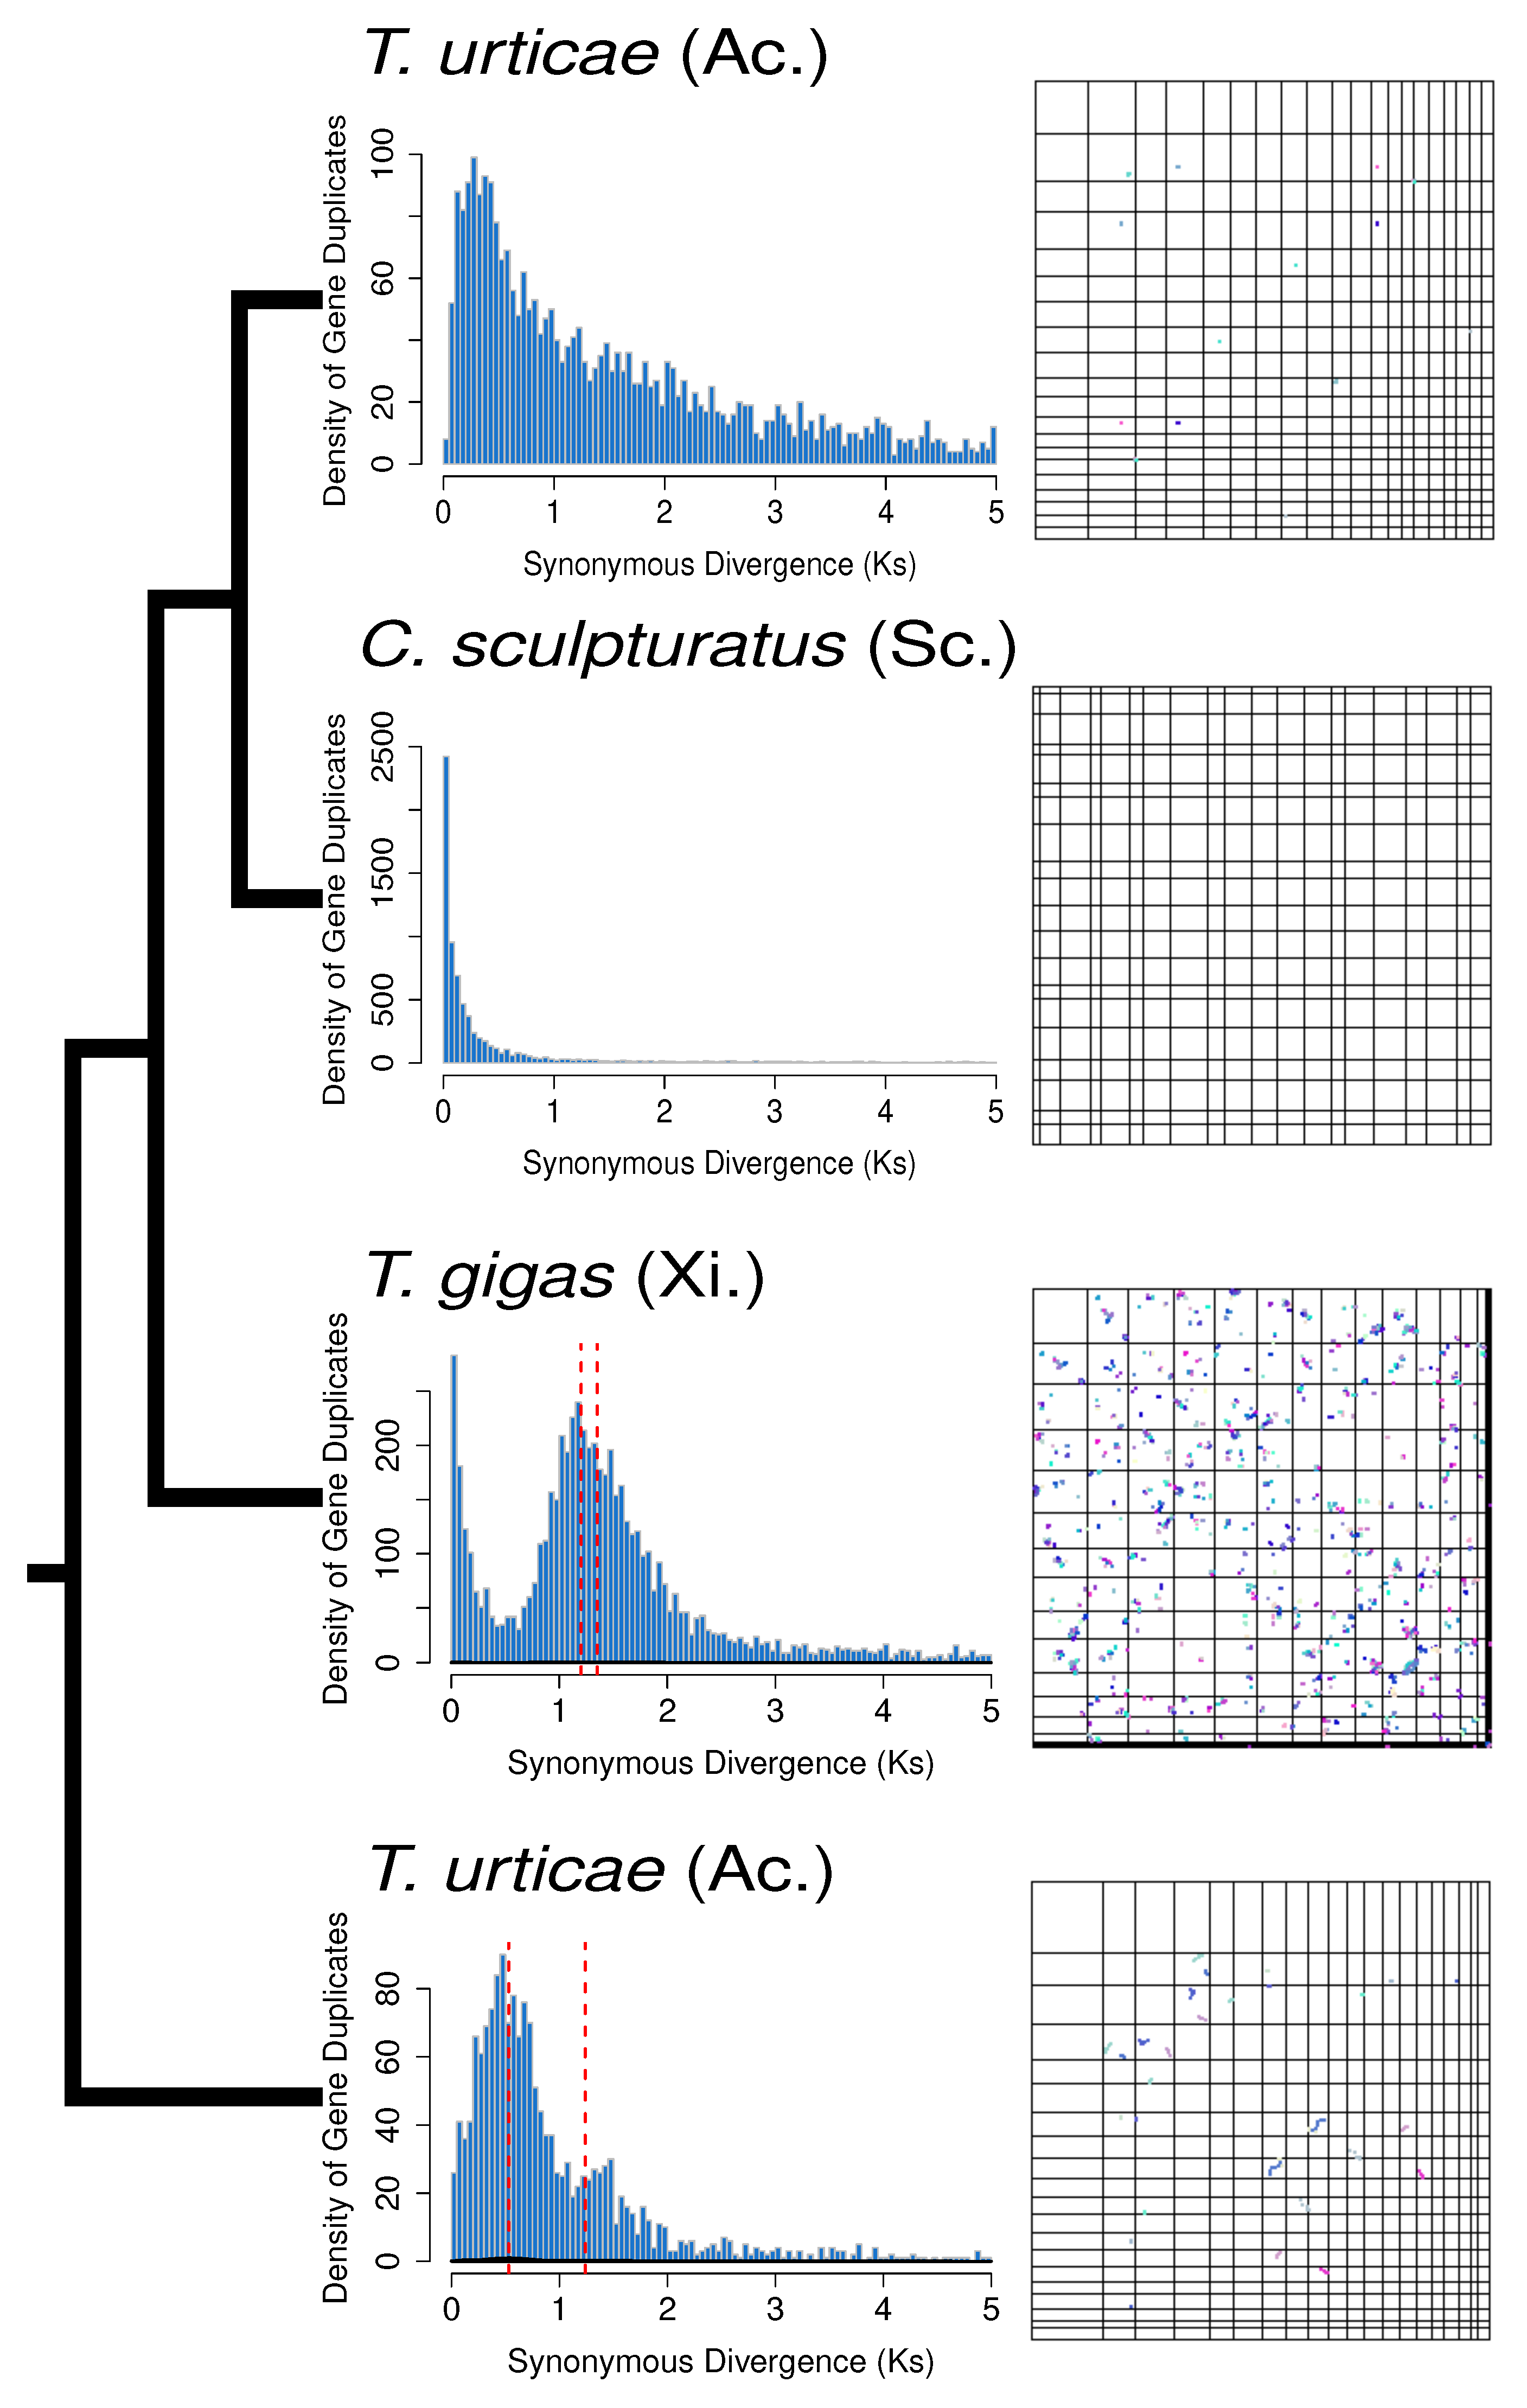 T. urticae (Ac.)
Density of Gene Duplicates
100
60
20
0
0 1 2 3 4 5
Synonymous Divergence (Ks)
C. sculpturatus (Sc.)
Density of Gene Duplicates
2500
1500
500
0
0 1 2 3 4 5
Synonymous Divergence (Ks)
T. gigas (Xi.)
Density of Gene Duplicates
200
100
0
0 1 2 3 4 5
Synonymous Divergence (Ks)
T. urticae (Ac.)
Density of Gene Duplicates
80
60
40
20
0
0 1 2 3 4 5
Synonymous Divergence (Ks)